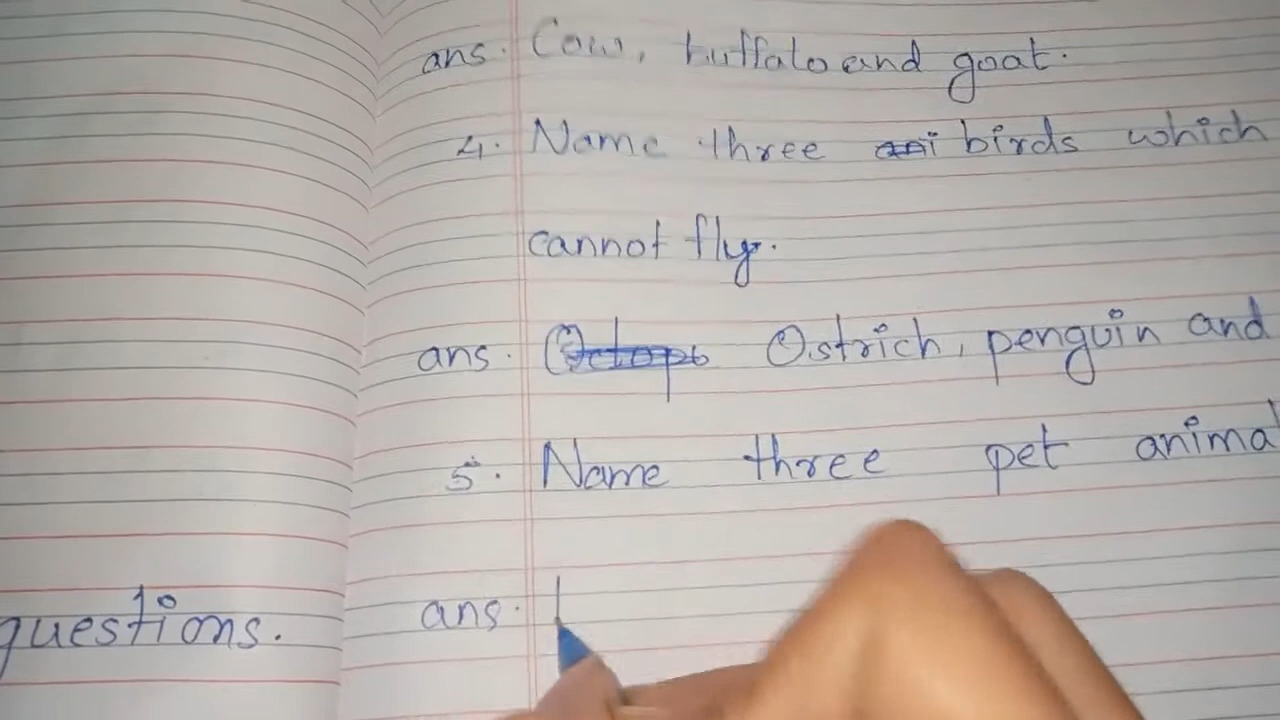 ans. Cow, buffalo and goat.
4. Name three birds which
cannot fly.
ans. Ostrich, penguin and
5. Name three pet animal
ans.
questions.